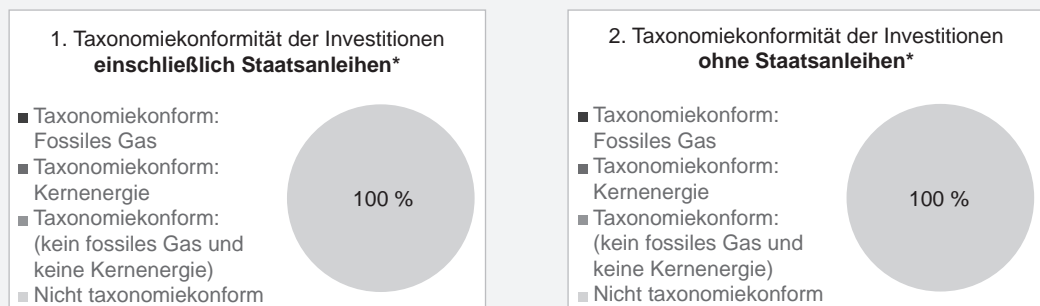 1. Taxonomiekonformität der Investitionen
einschließlich Staatsanleihen*
Taxonomiekonform:
Fossiles Gas
Taxonomiekonform:
Kernenergie
Taxonomiekonform:
(kein fossiles Gas und
keine Kernenergie)
Nicht taxonomiekonform
100 %
2. Taxonomiekonformität der Investitionen
ohne Staatsanleihen*
Taxonomiekonform:
Fossiles Gas
Taxonomiekonform:
Kernenergie
Taxonomiekonform:
(kein fossiles Gas und
keine Kernenergie)
Nicht taxonomiekonform
100 %